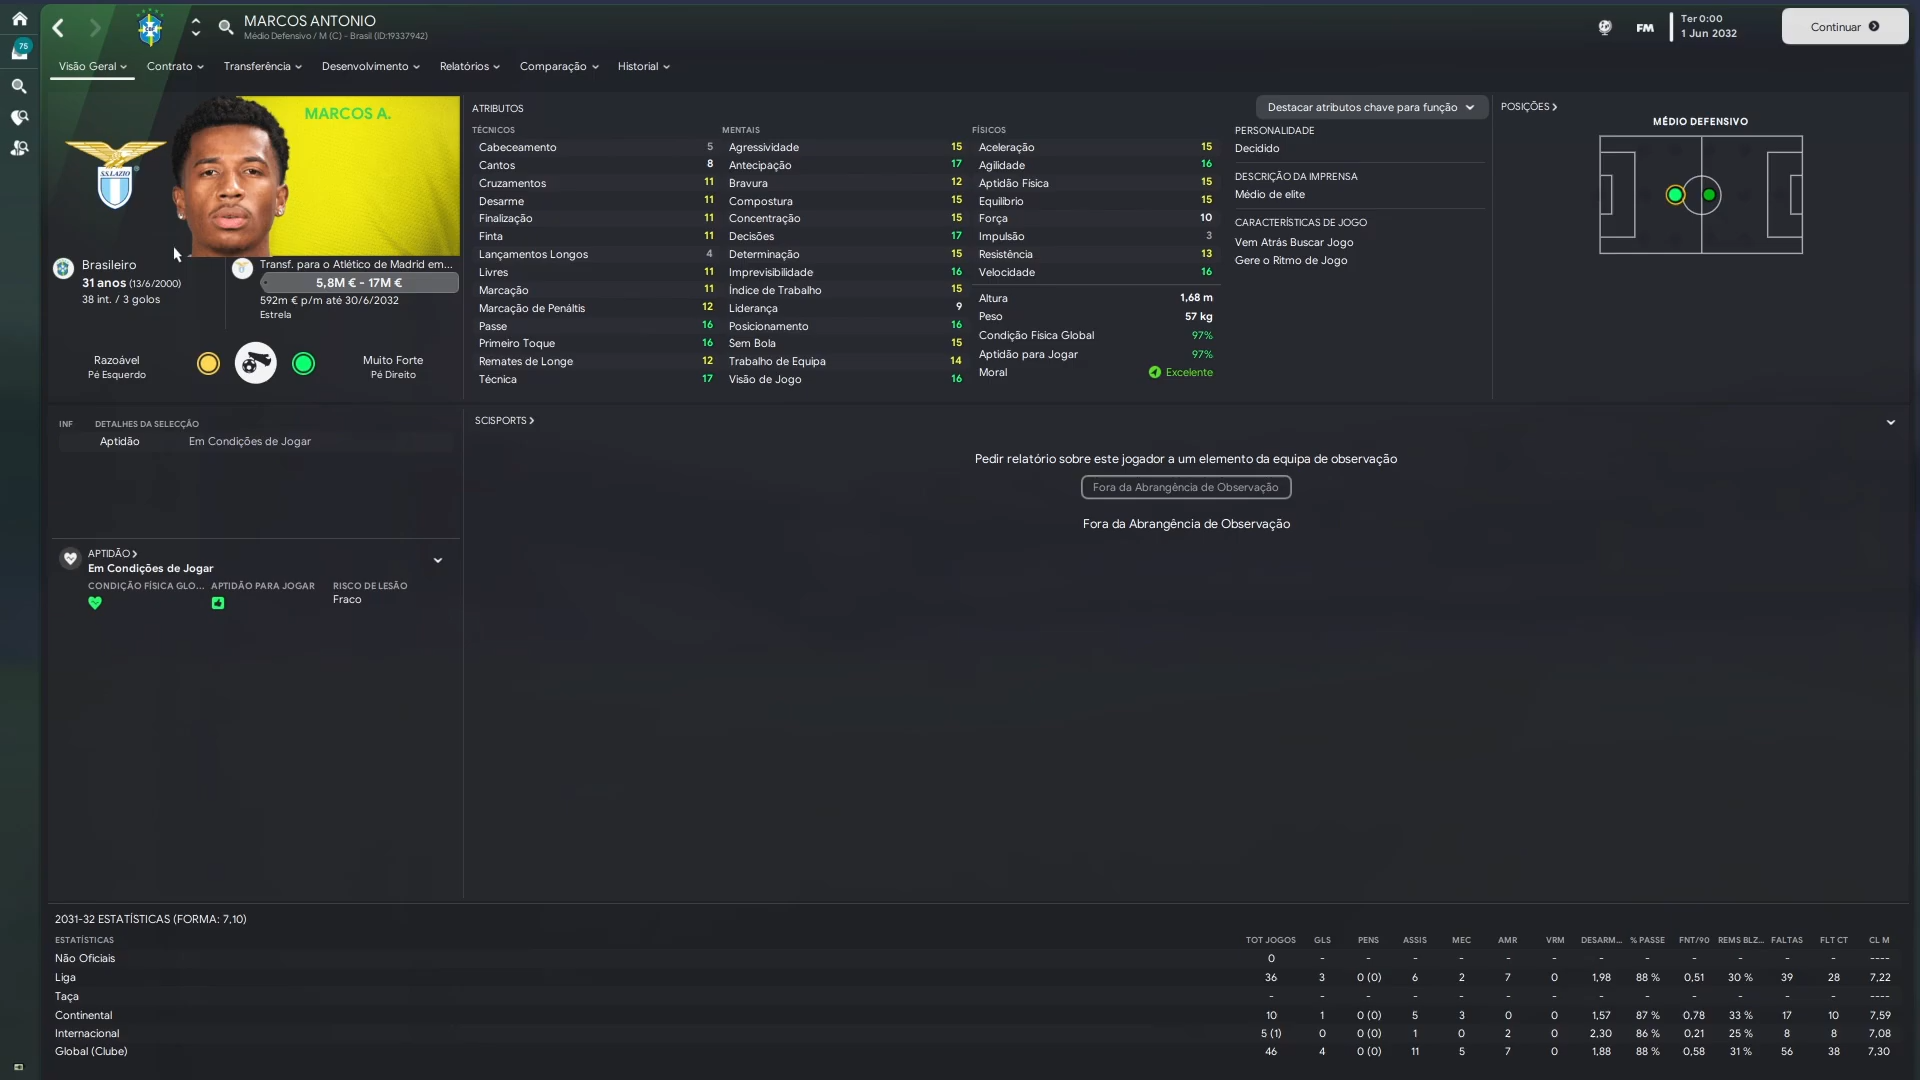 MARCOS ANTONIO
Médio Defensivo / M (C) - Brasil (ID:19337942)
75
FM
Ter 0:00
1 Jun 2032
Continuar
Visão Geral
Contrato
Transferência
Desenvolvimento
Relatórios
Comparação
Historial
MARCOS A.
S.S.LAZIO
Brasileiro
31 anos (13/6/2000)
38 int. / 3 golos
Transf. para o Atlético de Madrid em...
5,8M € - 17M €
592m € p/m até 30/6/2032
Estrela
Razoável
Pé Esquerdo
Muito Forte
Pé Direito
ATRIBUTOS
Destacar atributos chave para função
TÉCNICOS
Cabeceamento 5
Cantos 8
Cruzamentos 11
Desarme 11
Finalização 11
Finta 11
Lançamentos Longos 4
Livres 11
Marcação 11
Marcação de Penáltis 12
Passe 16
Primeiro Toque 16
Remates de Longe 12
Técnica 17
MENTAIS
Agressividade 15
Antecipação 17
Bravura 12
Compostura 15
Concentração 15
Decisões 17
Determinação 15
Imprevisibilidade 16
Índice de Trabalho 15
Liderança 9
Posicionamento 16
Sem Bola 15
Trabalho de Equipa 14
Visão de Jogo 16
FÍSICOS
Aceleração 15
Agilidade 16
Aptidão Física 15
Equilíbrio 15
Força 10
Impulsão 3
Resistência 13
Velocidade 16
Altura 1,68 m
Peso 57 kg
Condição Física Global 97%
Aptidão para Jogar 97%
Moral Excelente
PERSONALIDADE
Decidido
DESCRIÇÃO DA IMPRENSA
Médio de elite
CARACTERÍSTICAS DE JOGO
Vem Atrás Buscar Jogo
Gere o Ritmo de Jogo
POSIÇÕES
MÉDIO DEFENSIVO
INF DETALHES DA SELECÇÃO
Aptidão Em Condições de Jogar
APTIDÃO
Em Condições de Jogar
CONDIÇÃO FÍSICA GLO... APTIDÃO PARA JOGAR RISCO DE LESÃO
Fraco
SCISPORTS
Pedir relatório sobre este jogador a um elemento da equipa de observação
Fora da Abrangência de Observação
Fora da Abrangência de Observação
2031-32 ESTATÍSTICAS (FORMA: 7,10)
ESTATÍSTICAS TOT JOGOS GLS PENS ASSIS MEC AMR VRM DESARM... % PASSE FNT/90 REMS BLZ... FALTAS FLT CT CL M
Não Oficiais 0 - - - - - - - - - - - - ----
Liga 36 3 0 (0) 6 2 7 0 1,98 88 % 0,51 30 % 39 28 7,22
Taça - - - - - - - - - - - - - ----
Continental 10 1 0 (0) 5 3 0 0 1,57 87 % 0,78 33 % 17 10 7,59
Internacional 5 (1) 0 0 (0) 1 0 2 0 2,30 86 % 0,21 25 % 8 8 7,08
Global (Clube) 46 4 0 (0) 11 5 7 0 1,88 88 % 0,58 31 % 56 38 7,30